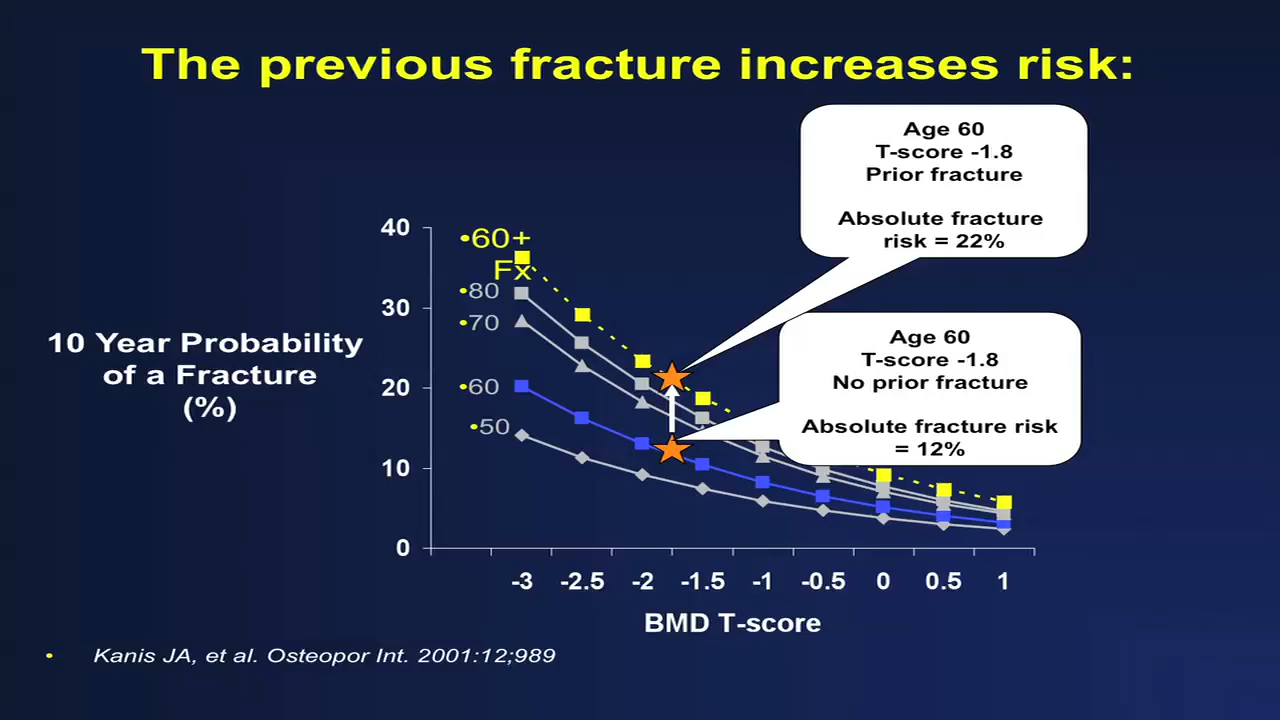 The previous fracture increases risk:
Age 60
T-score -1.8
Prior fracture
Absolute fracture
risk = 22%
Age 60
T-score -1.8
No prior fracture
Absolute fracture risk
= 12%
10 Year Probability
of a Fracture
(%)
40
30
20
10
0
•60+
Fx
•80
•70
•60
•50
-3 -2.5 -2 -1.5 -1 -0.5 0 0.5 1
BMD T-score
• Kanis JA, et al. Osteopor Int. 2001:12;989